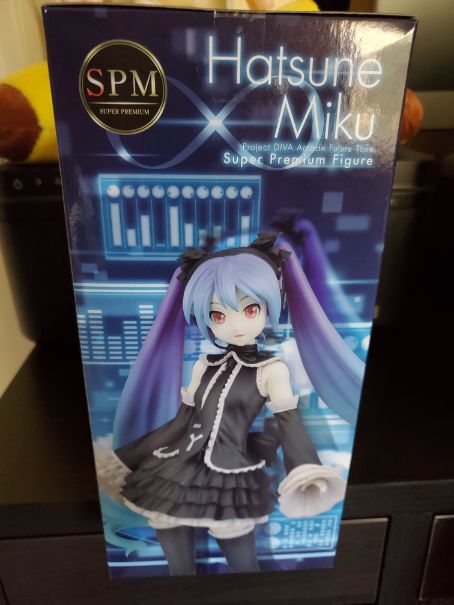 SPM
SUPER PREMIUM
Hatsune
Miku
Project DIVA Arcade Future Tone
Super Premium Figure